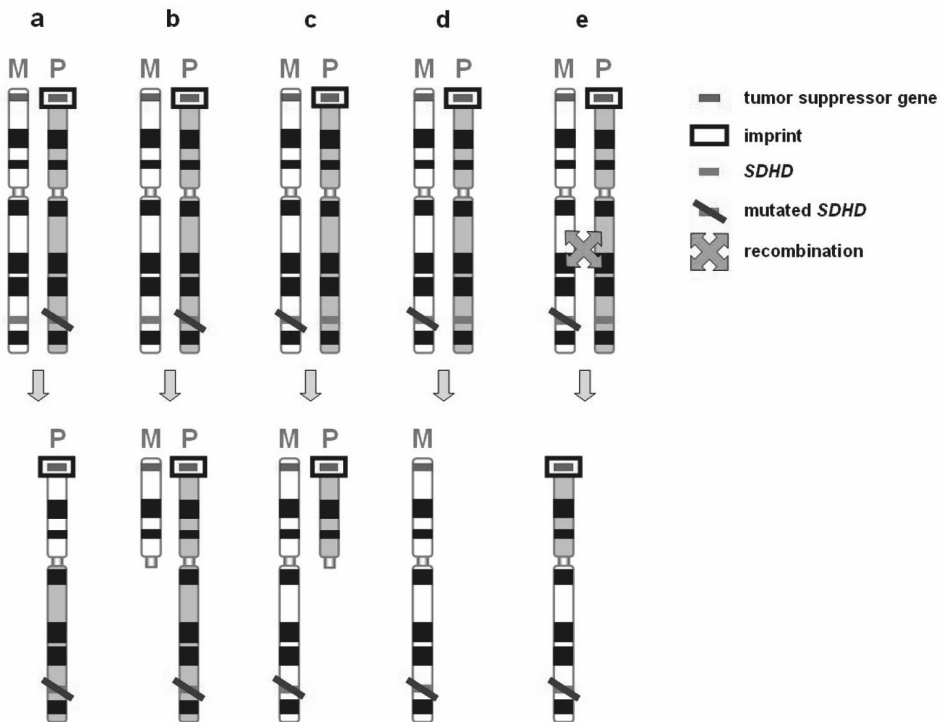 a b c d e
M P M P M P M P M P
tumor suppressor gene
imprint
SDHD
mutated SDHD
recombination
P M P M P M